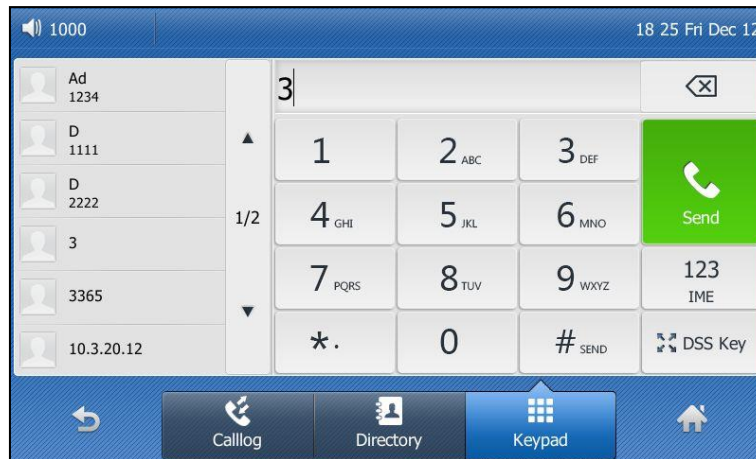 1000
18 25 Fri Dec 12
Ad
1234
D
1111
D
2222
3
3365
10.3.20.12
1/2
3
1
2 ABC
3 DEF
4 GHI
5 JKL
6 MNO
7 PQRS
8 TUV
9 WXYZ
* .
0
# SEND
Send
123
IME
DSS Key
Calllog
Directory
Keypad